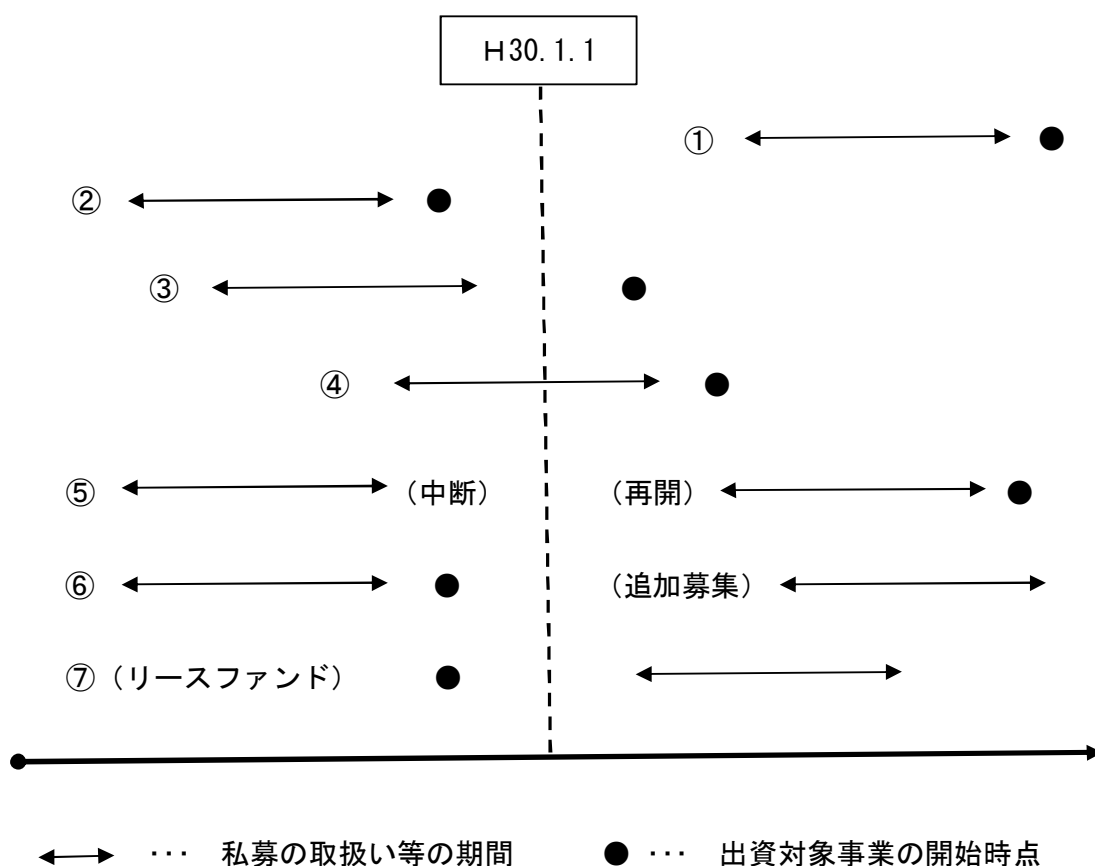 H30.1.1
①
②
③
④
⑤ (中断) (再開)
⑥ (追加募集)
⑦(リースファンド)
・・・ 私募の取扱い等の期間 ・・・ 出資対象事業の開始時点